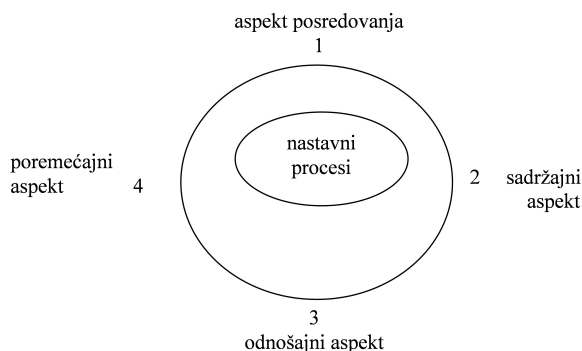 aspekt posredovanja
1
nastavni
procesi
poremećajni
aspekt 4
2 sadržajni
aspekt
3
odnošajni aspekt